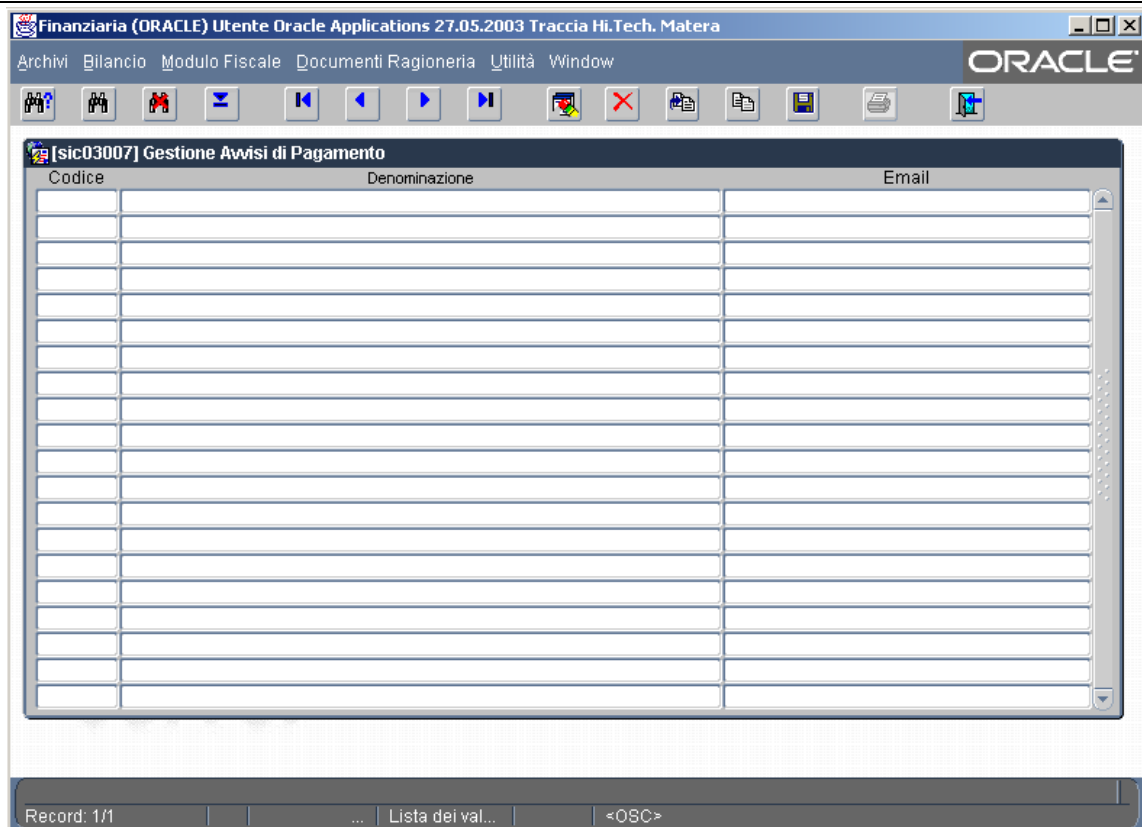 Finanziaria (ORACLE) Utente Oracle Applications 27.05.2003 Traccia Hi.Tech. Matera
Archivi Bilancio Modulo Fiscale Documenti Ragioneria Utilità Window
ORACLE
[sic03007] Gestione Avvisi di Pagamento
Codice Denominazione Email
Record: 1/1 ... Lista dei val... <OSC>